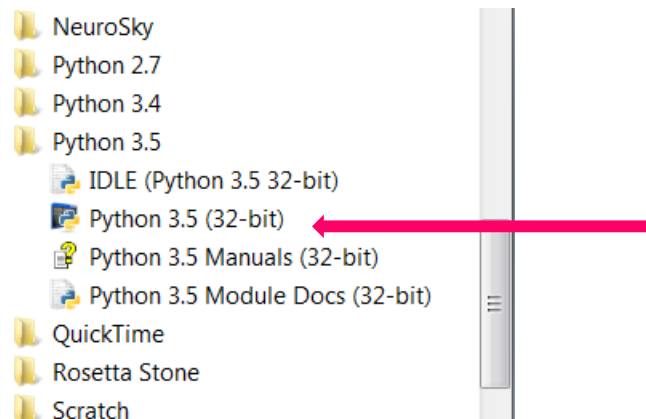 NeuroSky
Python 2.7
Python 3.4
Python 3.5
IDLE (Python 3.5 32-bit)
Python 3.5 (32-bit)
Python 3.5 Manuals (32-bit)
Python 3.5 Module Docs (32-bit)
QuickTime
Rosetta Stone
Scratch